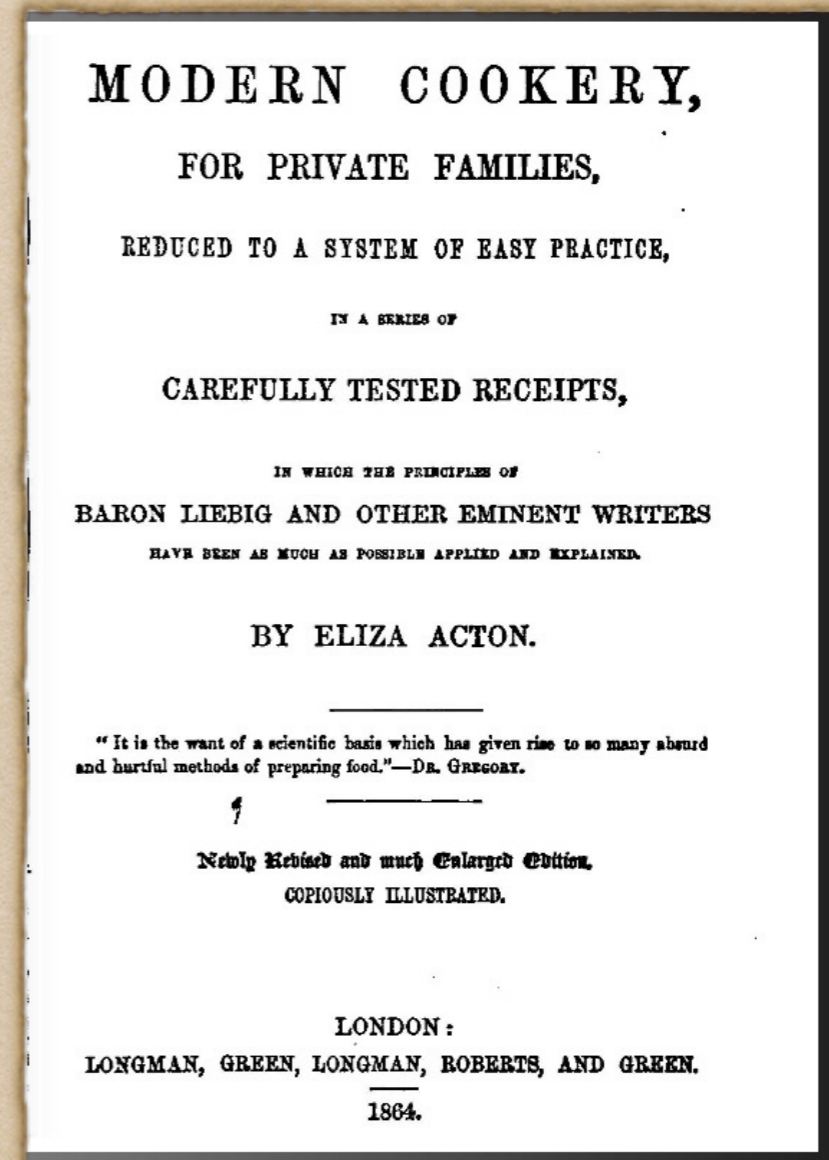 MODERN COOKERY,
FOR PRIVATE FAMILIES,
REDUCED TO A SYSTEM OF EASY PRACTICE,
IN A SERIES OF
CAREFULLY TESTED RECEIPTS,
IN WHICH THE PRINCIPLES OF
BARON LIEBIG AND OTHER EMINENT WRITERS
HAVE BEEN AS MUCH AS POSSIBLE APPLIED AND EXPLAINED.
BY ELIZA ACTON.
“ It is the want of a scientific basis which has given rise to so many absurd
and hurtful methods of preparing food.”—DR. GREGORY.
Newly Revised and much Enlarged Edition.
COPIOUSLY ILLUSTRATED.
LONDON:
LONGMAN, GREEN, LONGMAN, ROBERTS, AND GREEN.
1864.